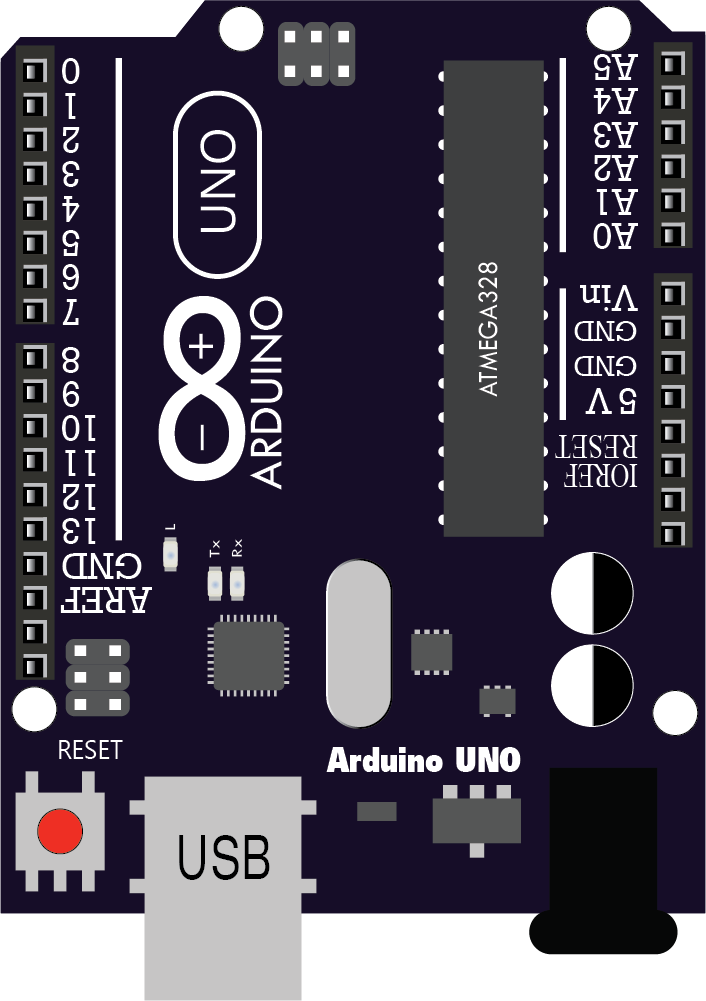 0
1
2
3
4
5
6
7
8
9
10
11
12
13
GND
AREF
UNO
ARDUINO
L
Tx
Rx
ATMEGA328
A5
A4
A3
A2
A1
A0
Vin
GND
GND
5 V
RESET
IOREF
RESET
Arduino UNO
USB